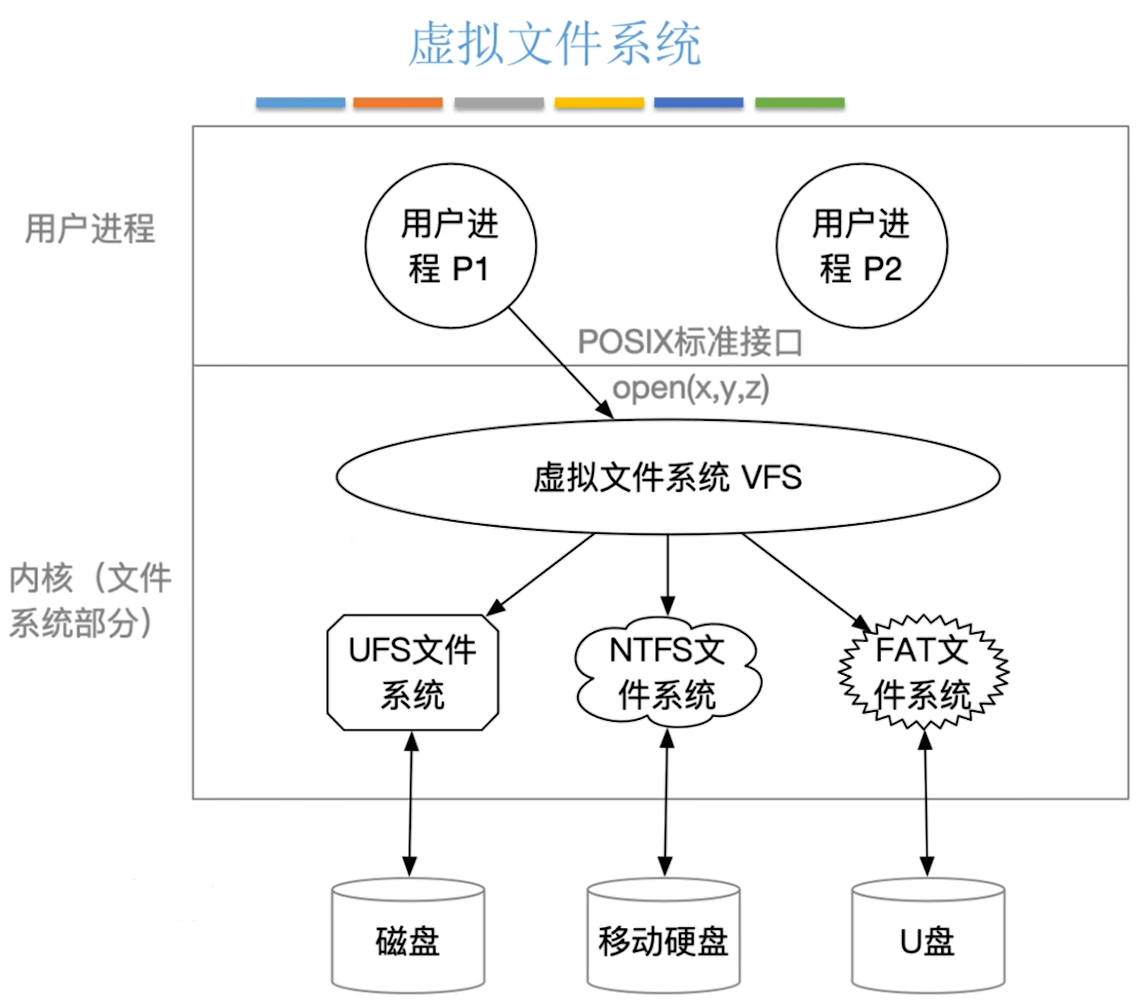 虚拟文件系统
用户进程
用户进
程 P1
用户进
程 P2
POSIX标准接口
open(x,y,z)
虚拟文件系统 VFS
内核（文件
系统部分）
UFS文件
系统
NTFS文
件系统
FAT文
件系统
磁盘
移动硬盘
U盘